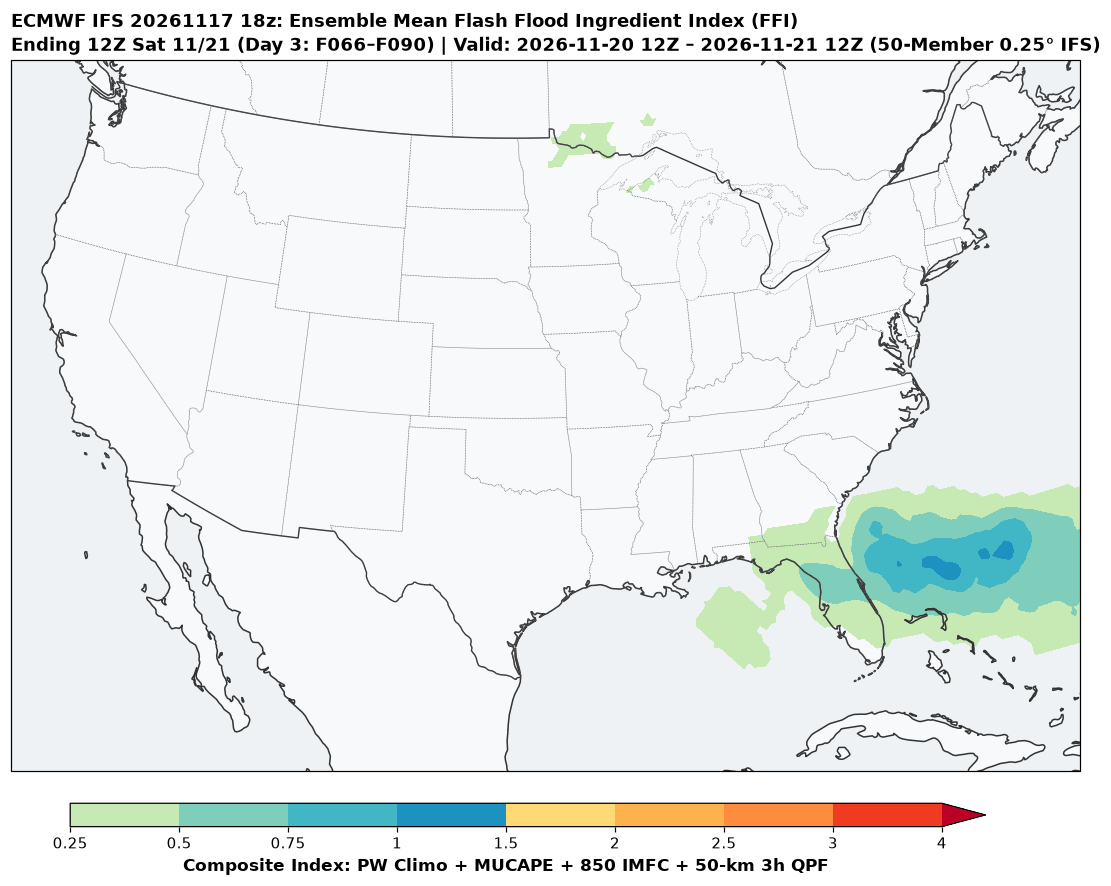 ECMWF IFS 20261117 18z: Ensemble Mean Flash Flood Ingredient Index (FFI)
Ending 12Z Sat 11/21 (Day 3: F066–F090) | Valid: 2026-11-20 12Z – 2026-11-21 12Z (50-Member 0.25° IFS)
0.25 0.5 0.75 1 1.5 2 2.5 3 4
Composite Index: PW Climo + MUCAPE + 850 IMFC + 50-km 3h QPF